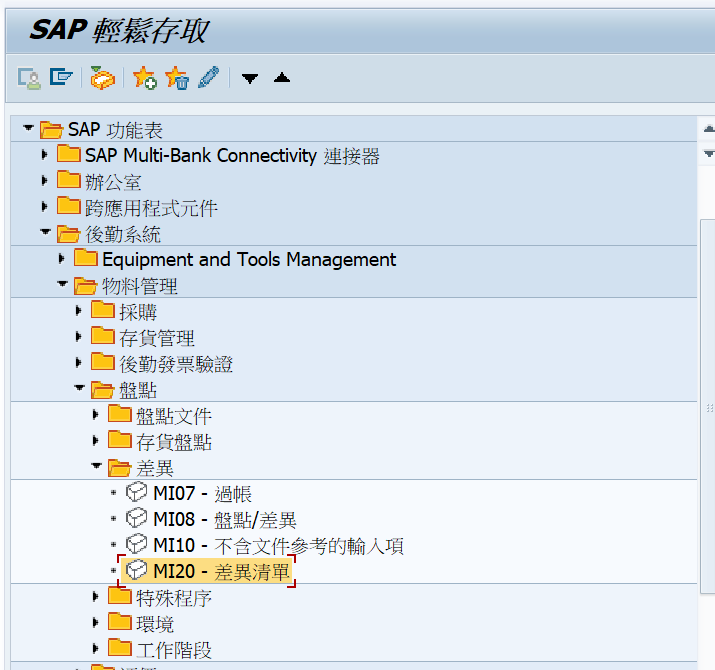 SAP 輕鬆存取
SAP 功能表
SAP Multi-Bank Connectivity 連接器
辦公室
跨應用程式元件
後勤系統
Equipment and Tools Management
物料管理
採購
存貨管理
後勤發票驗證
盤點
盤點文件
存貨盤點
差異
MI07 - 過帳
MI08 - 盤點/差異
MI10 - 不含文件參考的輸入項
MI20 - 差異清單
特殊程序
環境
工作階段